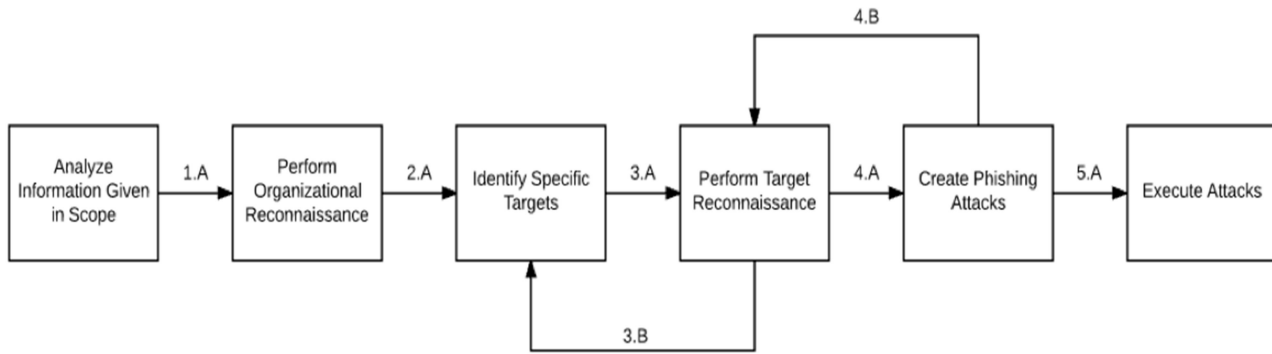 4.B
Analyze
Information Given
in Scope
1.A
Perform
Organizational
Reconnaissance
2.A
Identify Specific
Targets
3.A
Perform Target
Reconnaissance
4.A
Create Phishing
Attacks
5.A
Execute Attacks
3.B